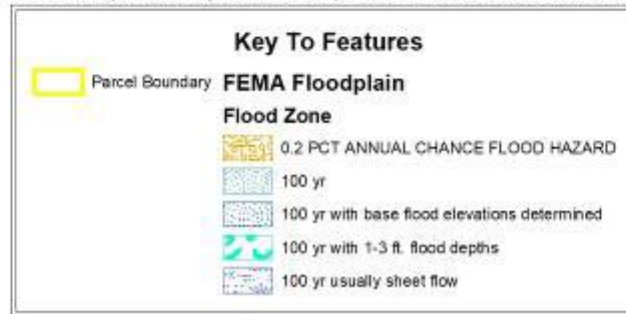 Key To Features
Parcel Boundary FEMA Floodplain
Flood Zone
0.2 PCT ANNUAL CHANCE FLOOD HAZARD
100 yr
100 yr with base flood elevations determined
100 yr with 1-3 ft. flood depths
100 yr usually sheet flow